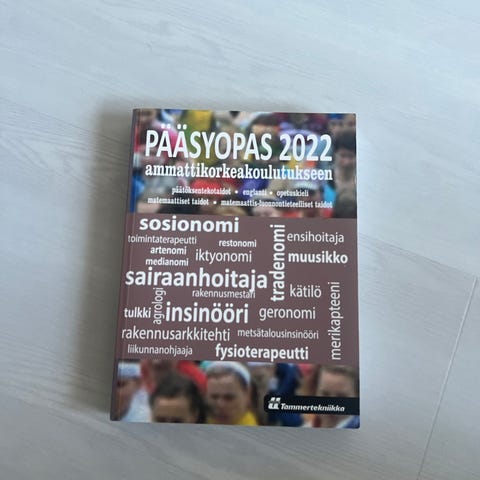 PÄÄSYOPAS 2022
ammattikorkeakoulutukseen
päätöksentekotaidot • englanti • opetuskieli
matemaattiset taidot • matemaattis-luonnontieteelliset taidot
sosionomi
toimintaterapeutti
restonomi
artenomi
medianomi
iktyonomi
tradenomi
ensihoitaja
muusikko
sairaanhoitaja
rakennusmestari
kätilö
merikapteeni
agrologi
tulkki
insinööri
geronomi
rakennusarkkitehti
metsätalousinsinööri
liikunnanohjaaja
fysioterapeutti
Tammertekniikka